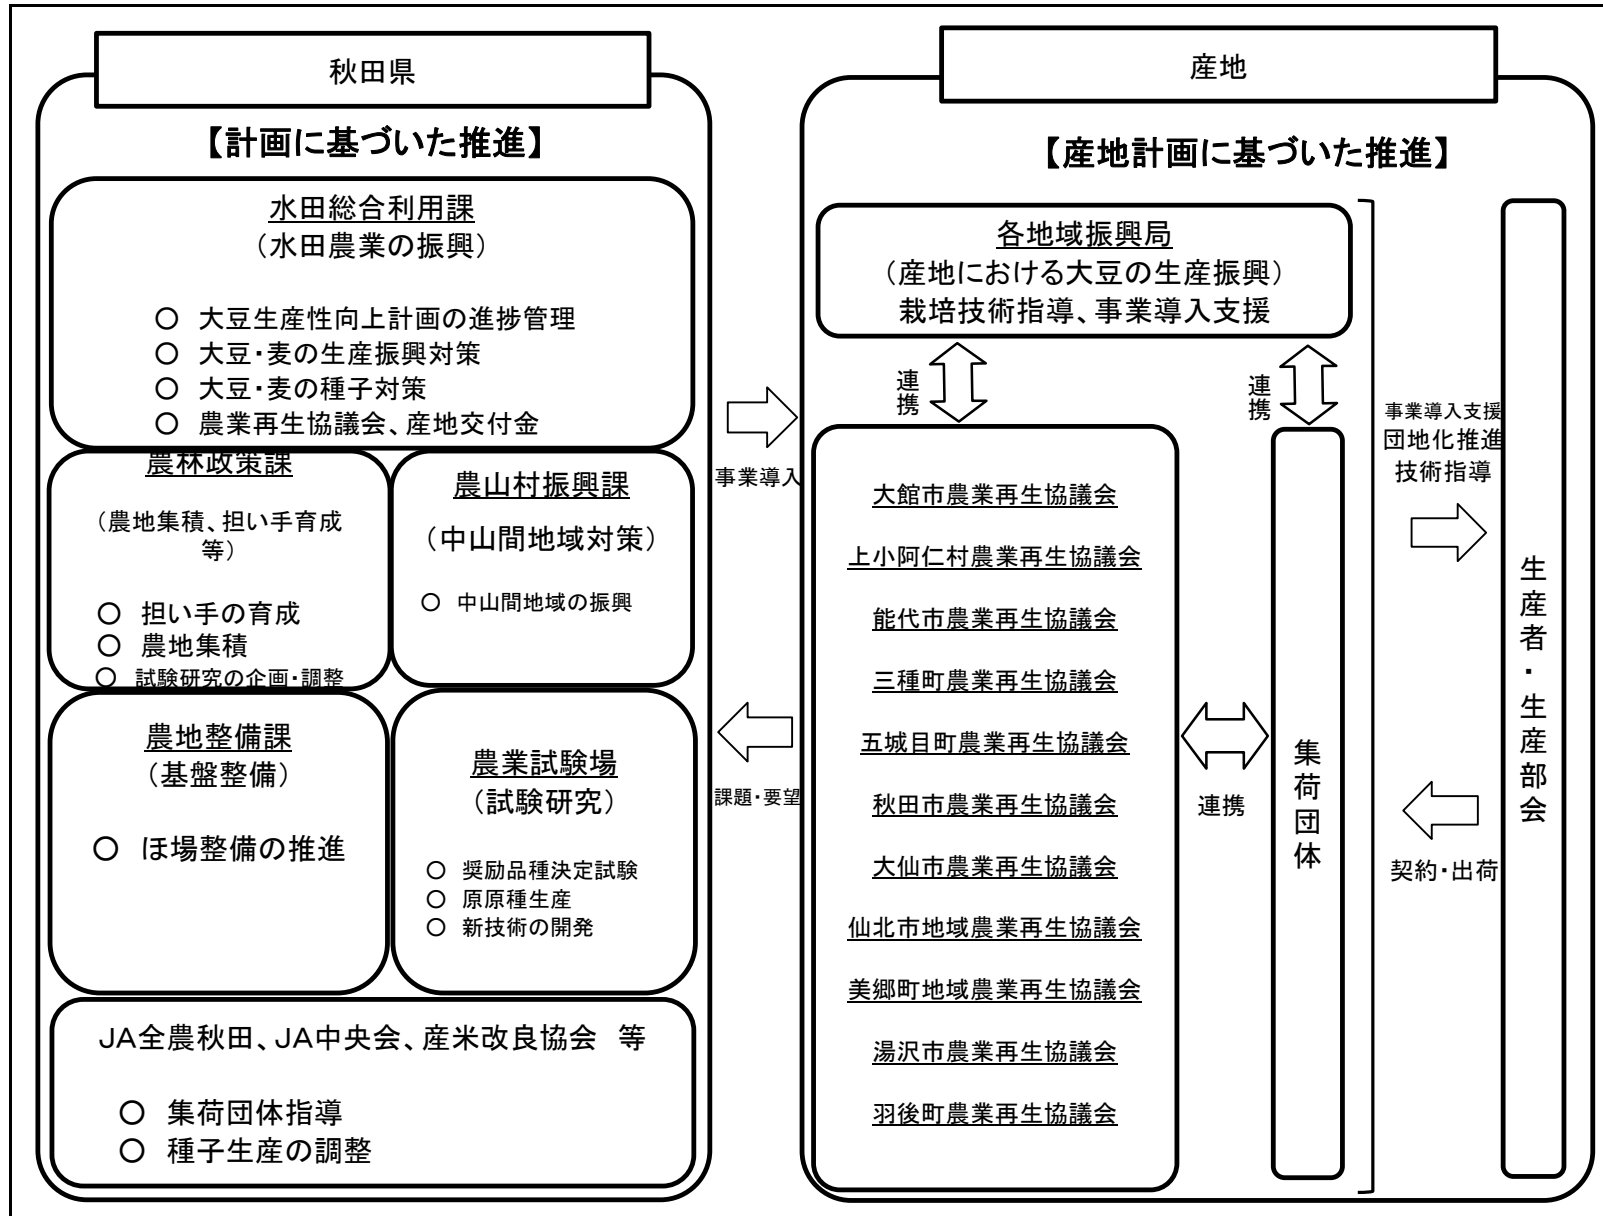 秋田県
【計画に基づいた推進】
水田総合利用課
（水田農業の振興）
○ 大豆生産性向上計画の進捗管理
○ 大豆・麦の生産振興対策
○ 大豆・麦の種子対策
○ 農業再生協議会、産地交付金
農林政策課
（農地集積、担い手育成
等）
○ 担い手の育成
○ 農地集積
○ 試験研究の企画・調整
農山村振興課
（中山間地域対策）
○ 中山間地域の振興
農地整備課
（基盤整備）
○ ほ場整備の推進
農業試験場
（試験研究）
○ 奨励品種決定試験
○ 原原種生産
○ 新技術の開発
JA全農秋田、JA中央会、産米改良協会　等
○ 集荷団体指導
○ 種子生産の調整
事業導入
課題・要望
産地
【産地計画に基づいた推進】
各地域振興局
（産地における大豆の生産振興）
栽培技術指導、事業導入支援
連携
連携
大館市農業再生協議会
上小阿仁村農業再生協議会
能代市農業再生協議会
三種町農業再生協議会
五城目町農業再生協議会
秋田市農業再生協議会
大仙市農業再生協議会
仙北市地域農業再生協議会
美郷町地域農業再生協議会
湯沢市農業再生協議会
羽後町農業再生協議会
連携
集荷団体
事業導入支援
団地化推進
技術指導
契約・出荷
生産者・生産部会